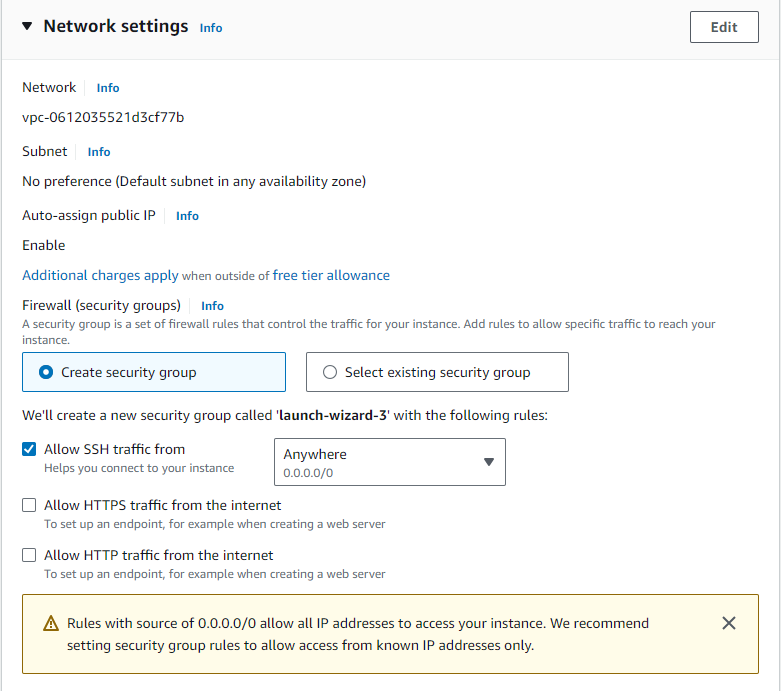 Network settings Info Edit
Network Info
vpc-0612035521d3cf77b
Subnet Info
No preference (Default subnet in any availability zone)
Auto-assign public IP Info
Enable
Additional charges apply when outside of free tier allowance
Firewall (security groups) Info
A security group is a set of firewall rules that control the traffic for your instance. Add rules to allow specific traffic to reach your
instance.
Create security group Select existing security group
We'll create a new security group called 'launch-wizard-3' with the following rules:
Allow SSH traffic from Anywhere
Helps you connect to your instance 0.0.0.0/0
Allow HTTPS traffic from the internet
To set up an endpoint, for example when creating a web server
Allow HTTP traffic from the internet
To set up an endpoint, for example when creating a web server
Rules with source of 0.0.0.0/0 allow all IP addresses to access your instance. We recommend
setting security group rules to allow access from known IP addresses only.